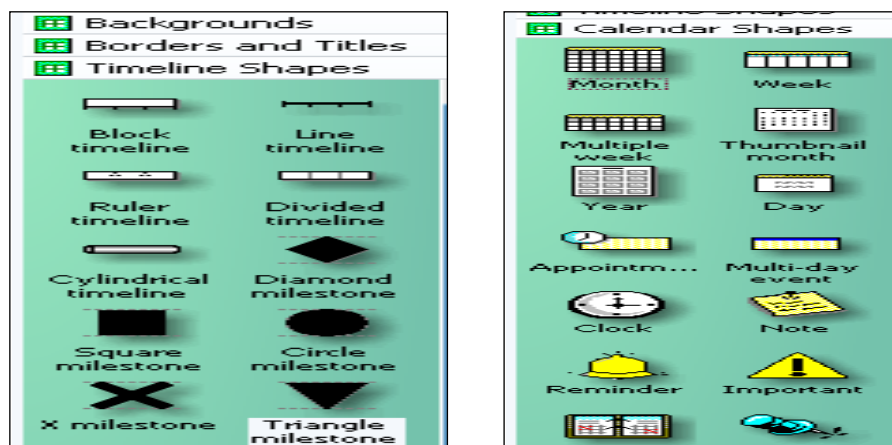 Backgrounds
Borders and Titles
Timeline Shapes
Block
timeline
Line
timeline
Ruler
timeline
Divided
timeline
Cylindrical
timeline
Diamond
milestone
Square
milestone
Circle
milestone
X milestone
Triangle
milestone
Timeline Shapes
Calendar Shapes
Month
Week
Multiple
week
Thumbnail
month
Year
Day
Appointm...
Multi-day
event
Clock
Note
Reminder
Important